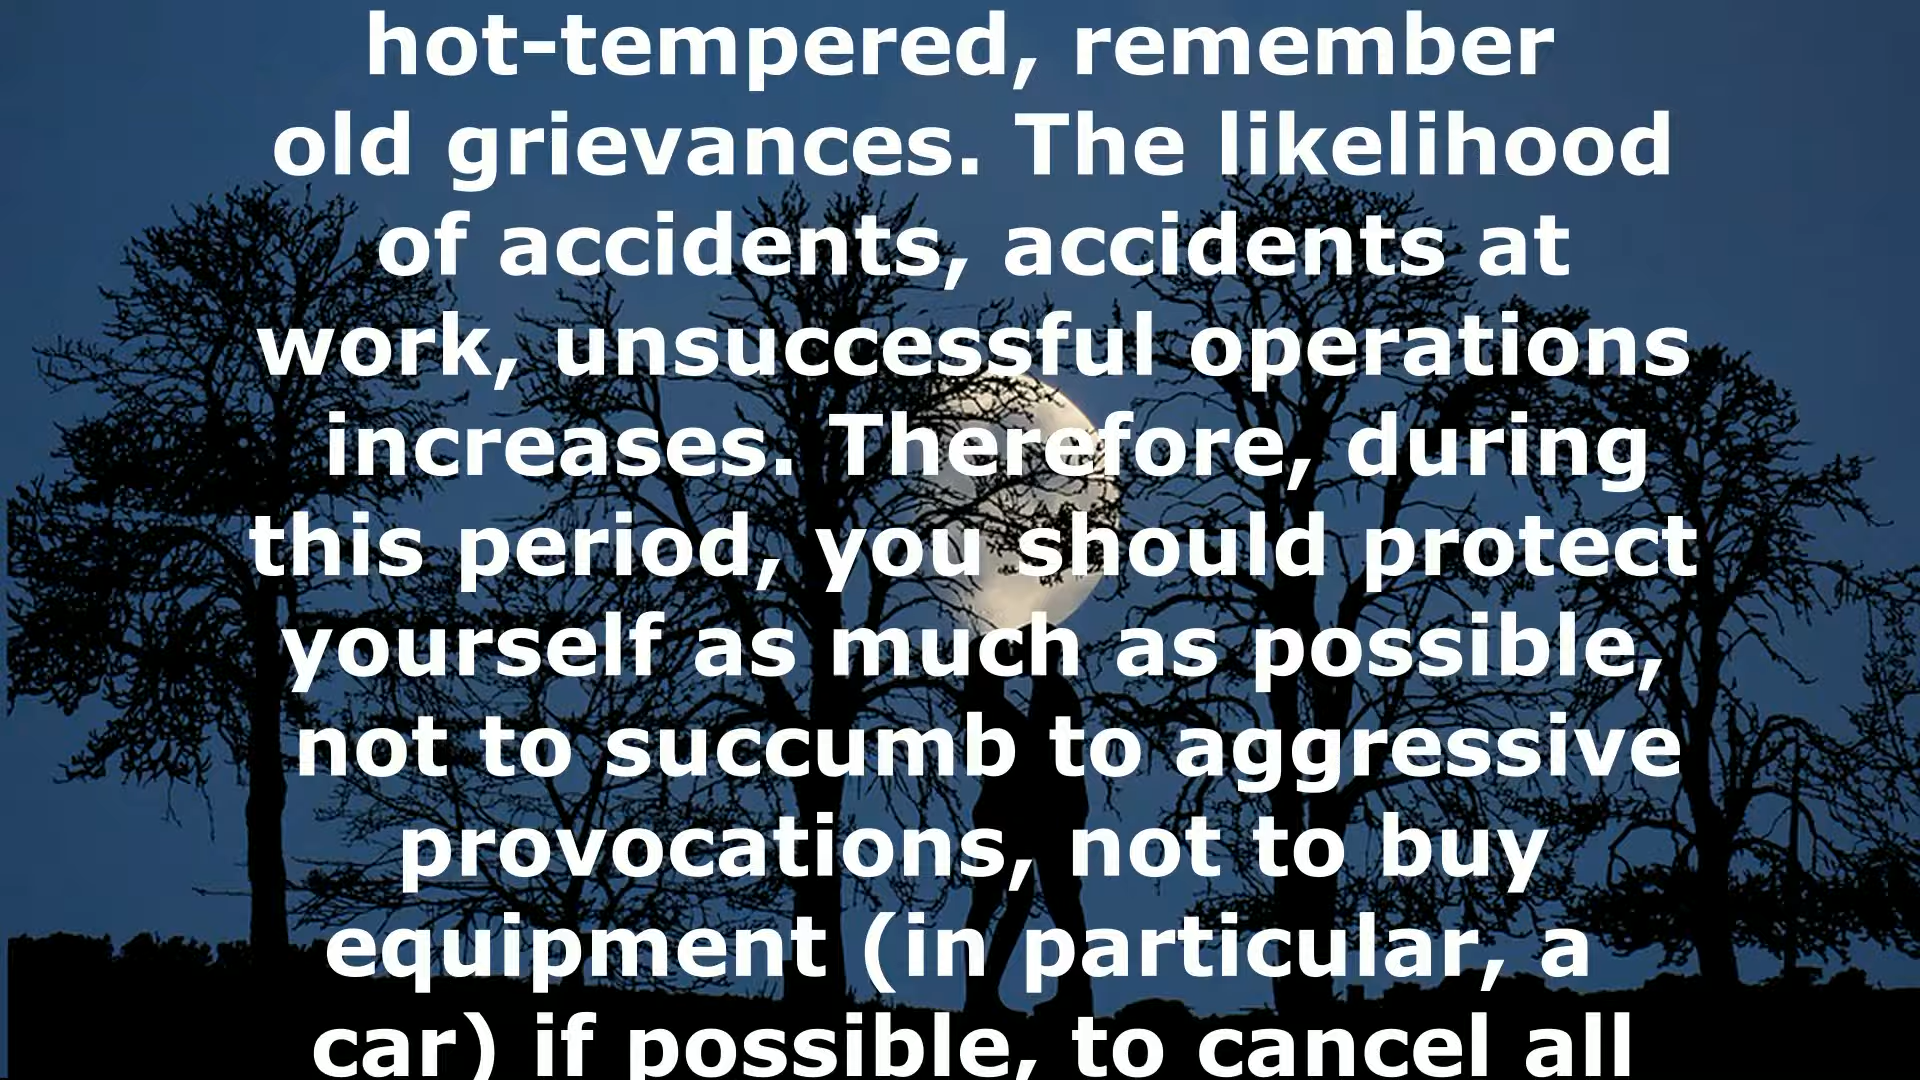 hot-tempered, remember
old grievances. The likelihood
of accidents, accidents at
work, unsuccessful operations
increases. Therefore, during
this period, you should protect
yourself as much as possible,
not to succumb to aggressive
provocations, not to buy
equipment (in particular, a
car) if possible, to cancel all